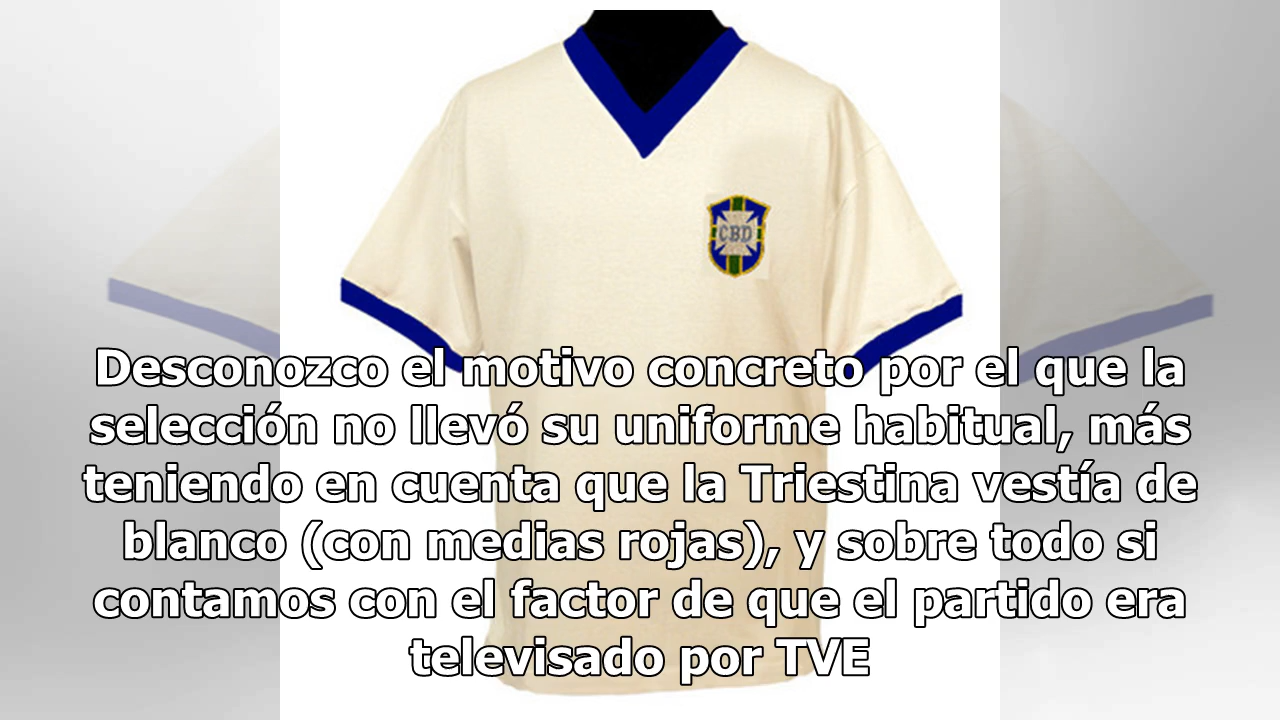 CBD
Desconozco el motivo concreto por el que la
selección no llevó su uniforme habitual, más
teniendo en cuenta que la Triestina vestía de
blanco (con medias rojas), y sobre todo si
contamos con el factor de que el partido era
televisado por TVE